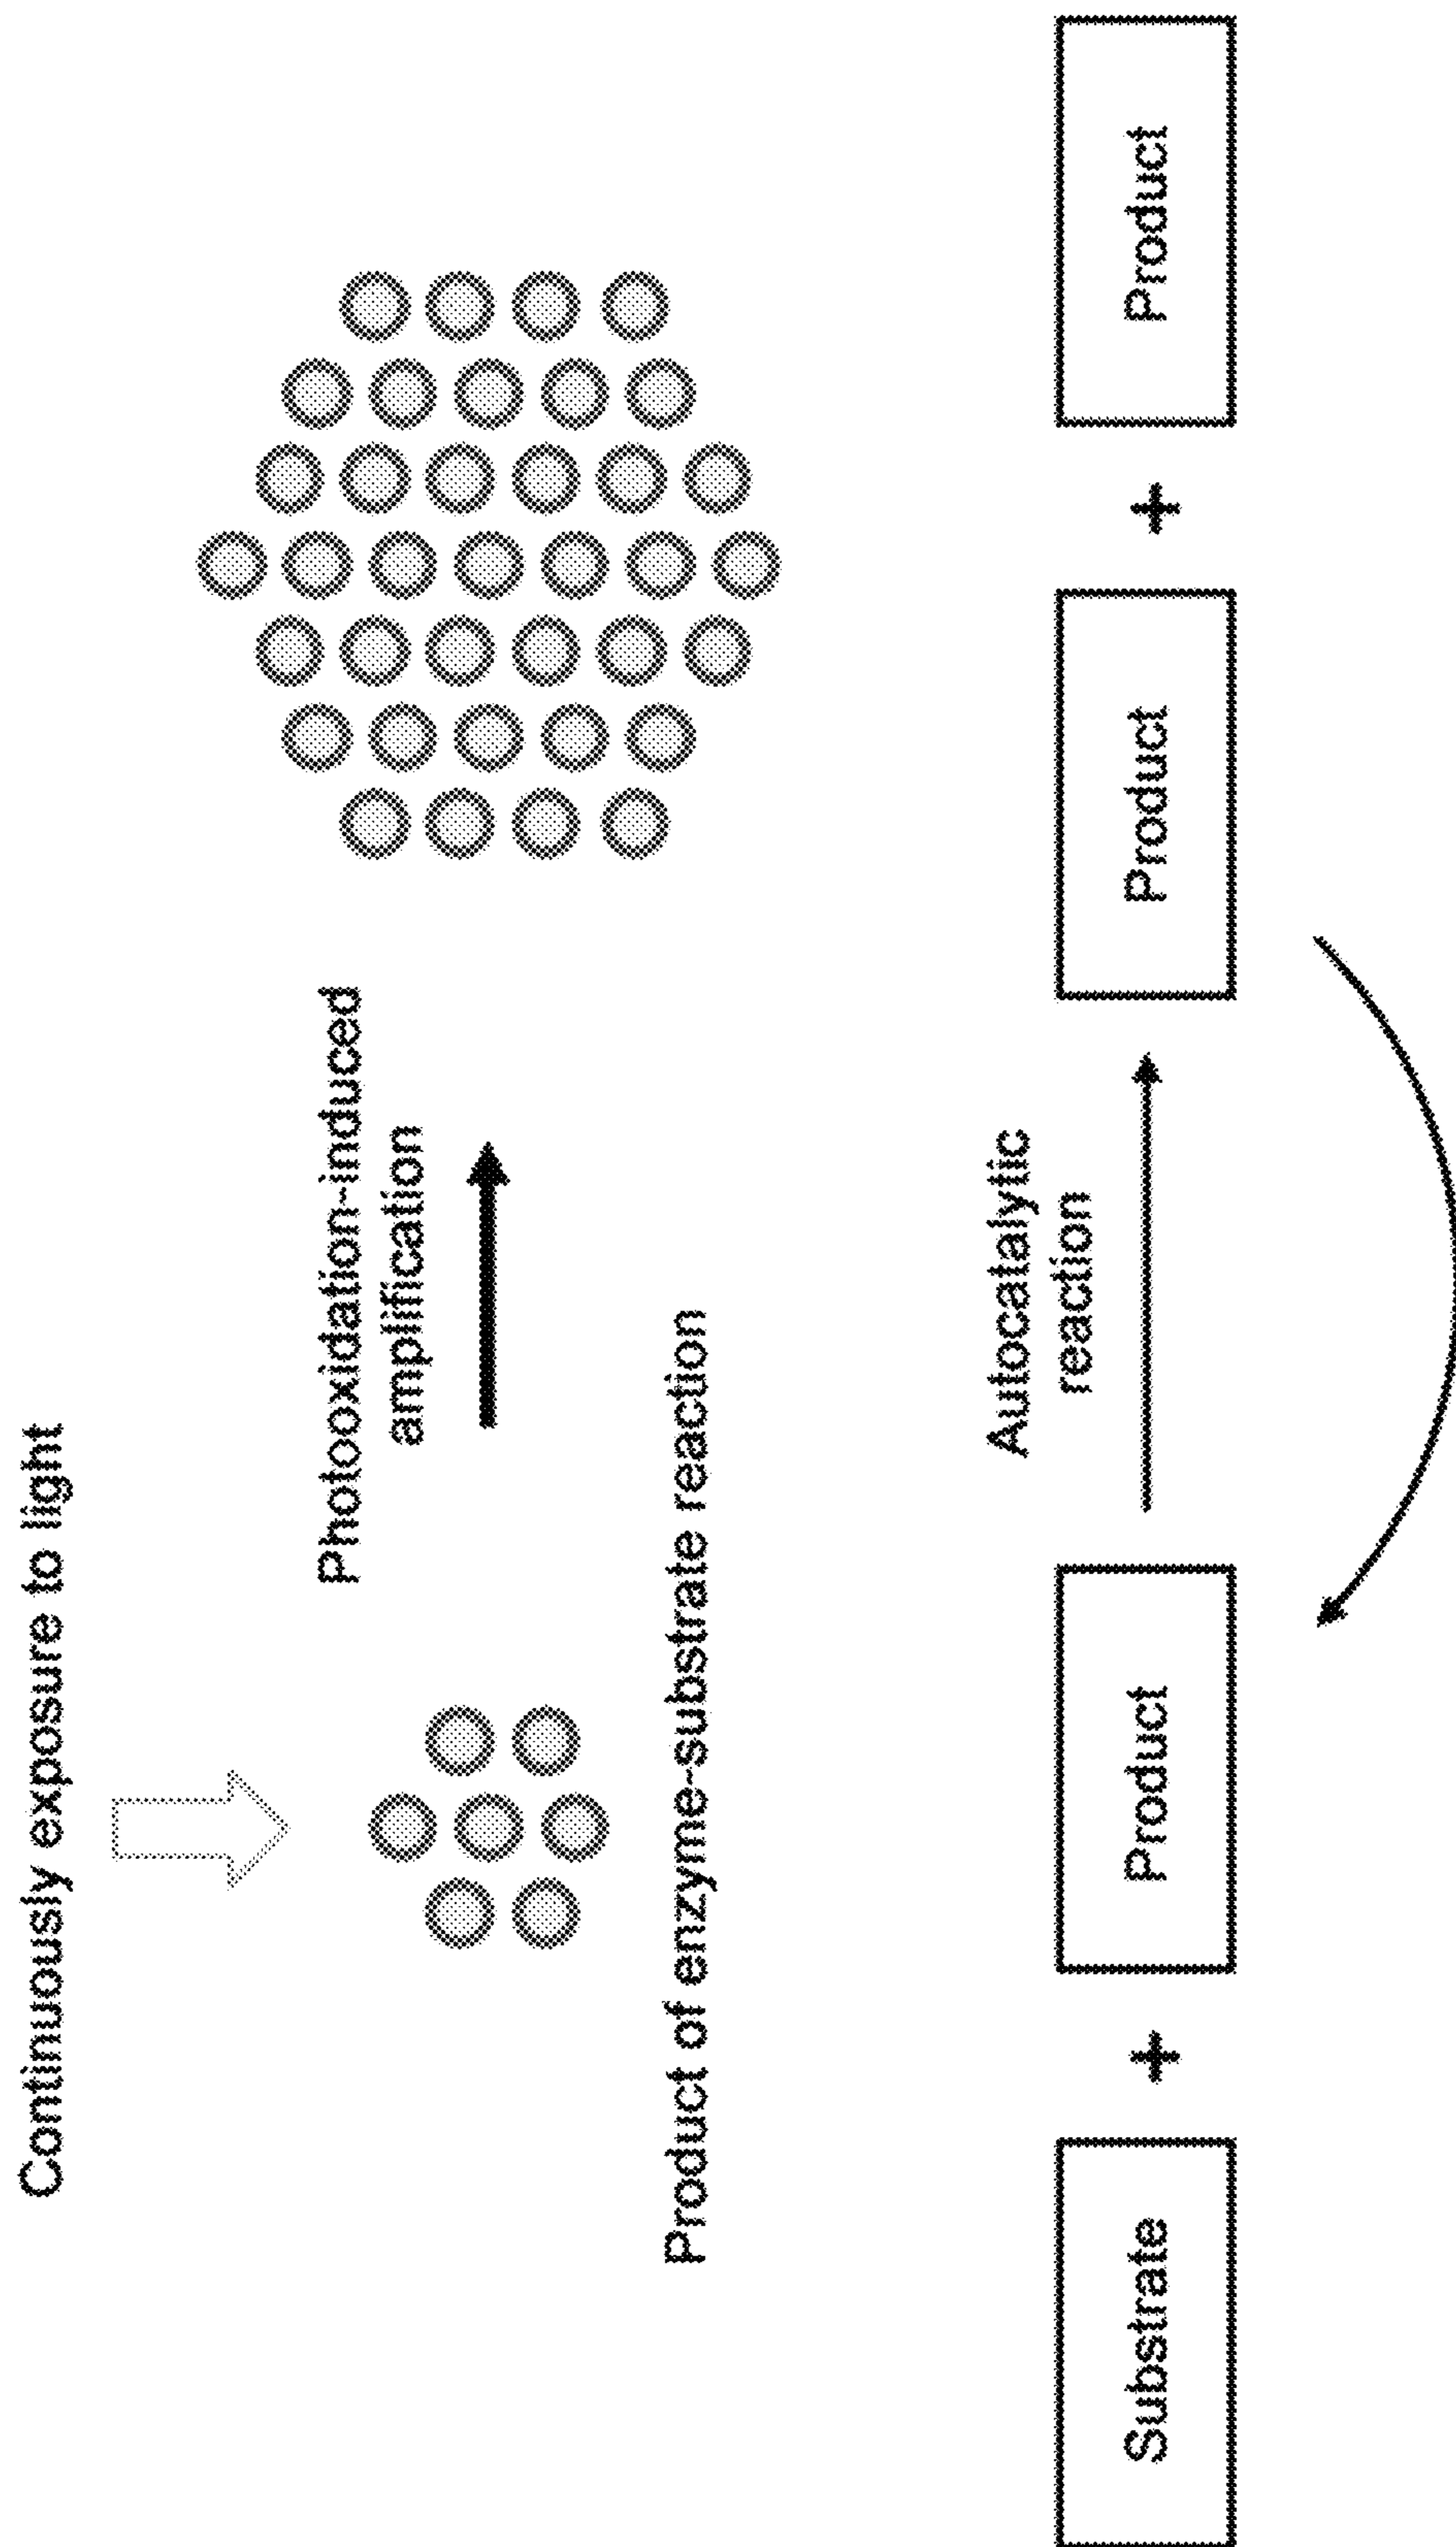 Continuously exposure to light
Photooxidation-induced
amplification
Product of enzyme-substrate reaction
Autocatalytic
reaction
Substrate
+
Product
Product
+
Product